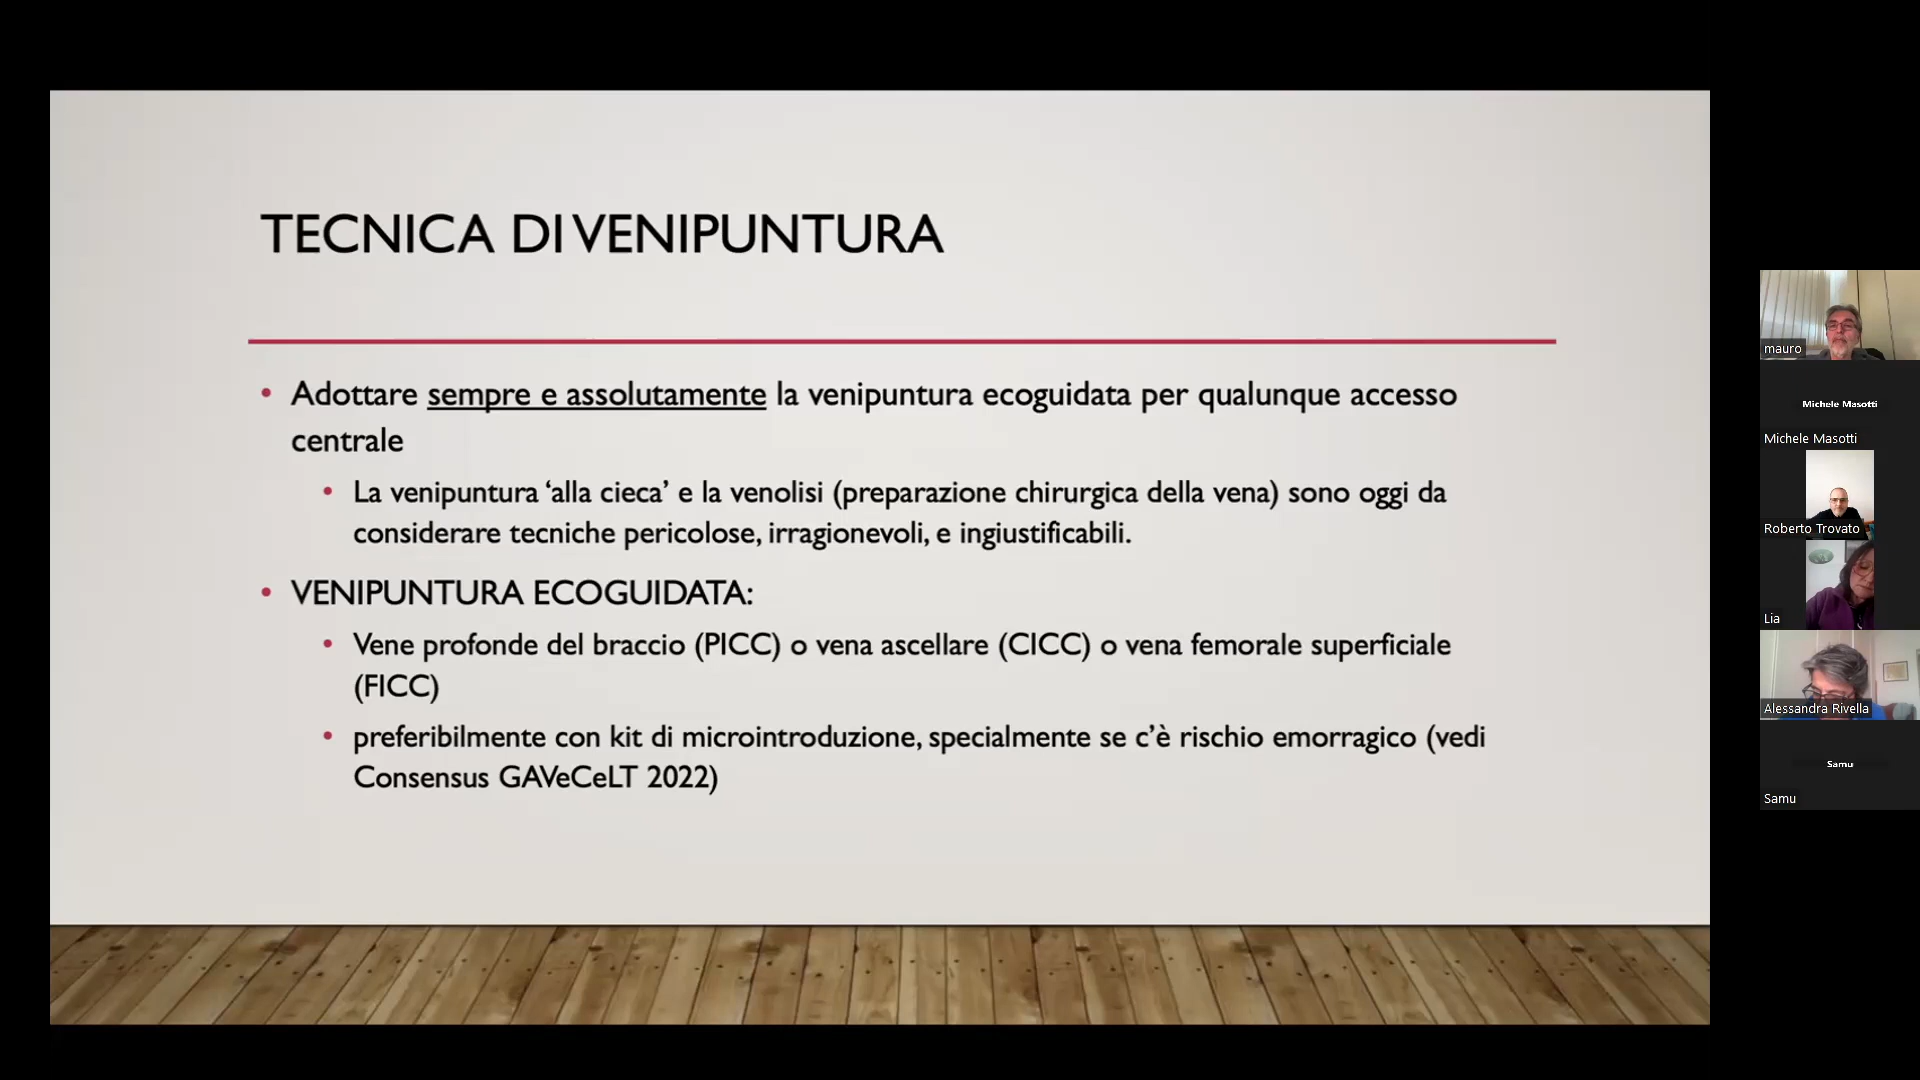 TECNICA DI VENIPUNTURA
• Adottare sempre e assolutamente la venipuntura ecoguidata per qualunque accesso
centrale
• La venipuntura ‘alla cieca’ e la venolisi (preparazione chirurgica della vena) sono oggi da
considerare tecniche pericolose, irragionevoli, e ingiustificabili.
• VENIPUNTURA ECOGUIDATA:
• Vene profonde del braccio (PICC) o vena ascellare (CICC) o vena femorale superficiale
(FICC)
• preferibilmente con kit di microintroduzione, specialmente se c’è rischio emorragico (vedi
Consensus GAVeCeLT 2022)
mauro
Michele Masotti
Michele Masotti
Roberto Trovato
Lia
Alessandra Rivella
Samu
Samu